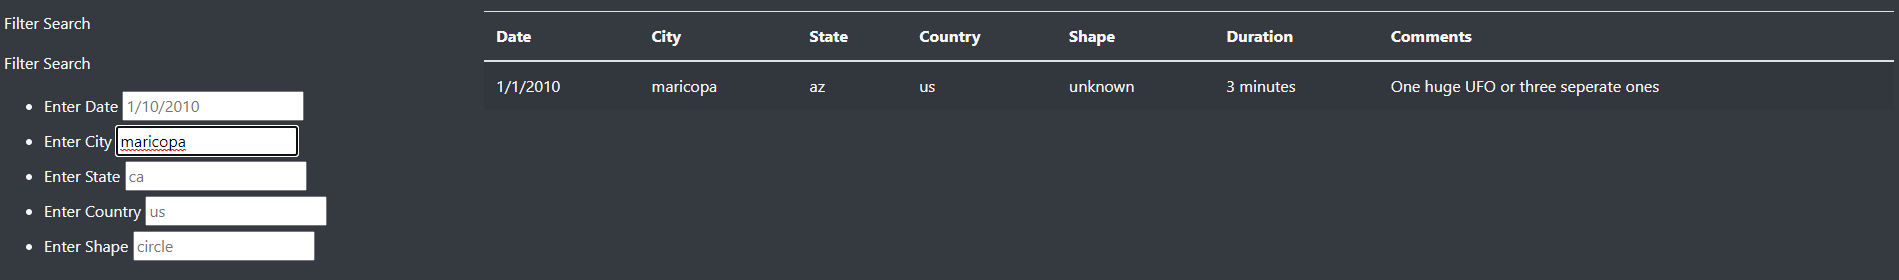 Filter Search
Filter Search
Enter Date 1/10/2010
Enter City maricopa
Enter State ca
Enter Country us
Enter Shape circle
Date City State Country Shape Duration Comments
1/1/2010 maricopa az us unknown 3 minutes One huge UFO or three seperate ones